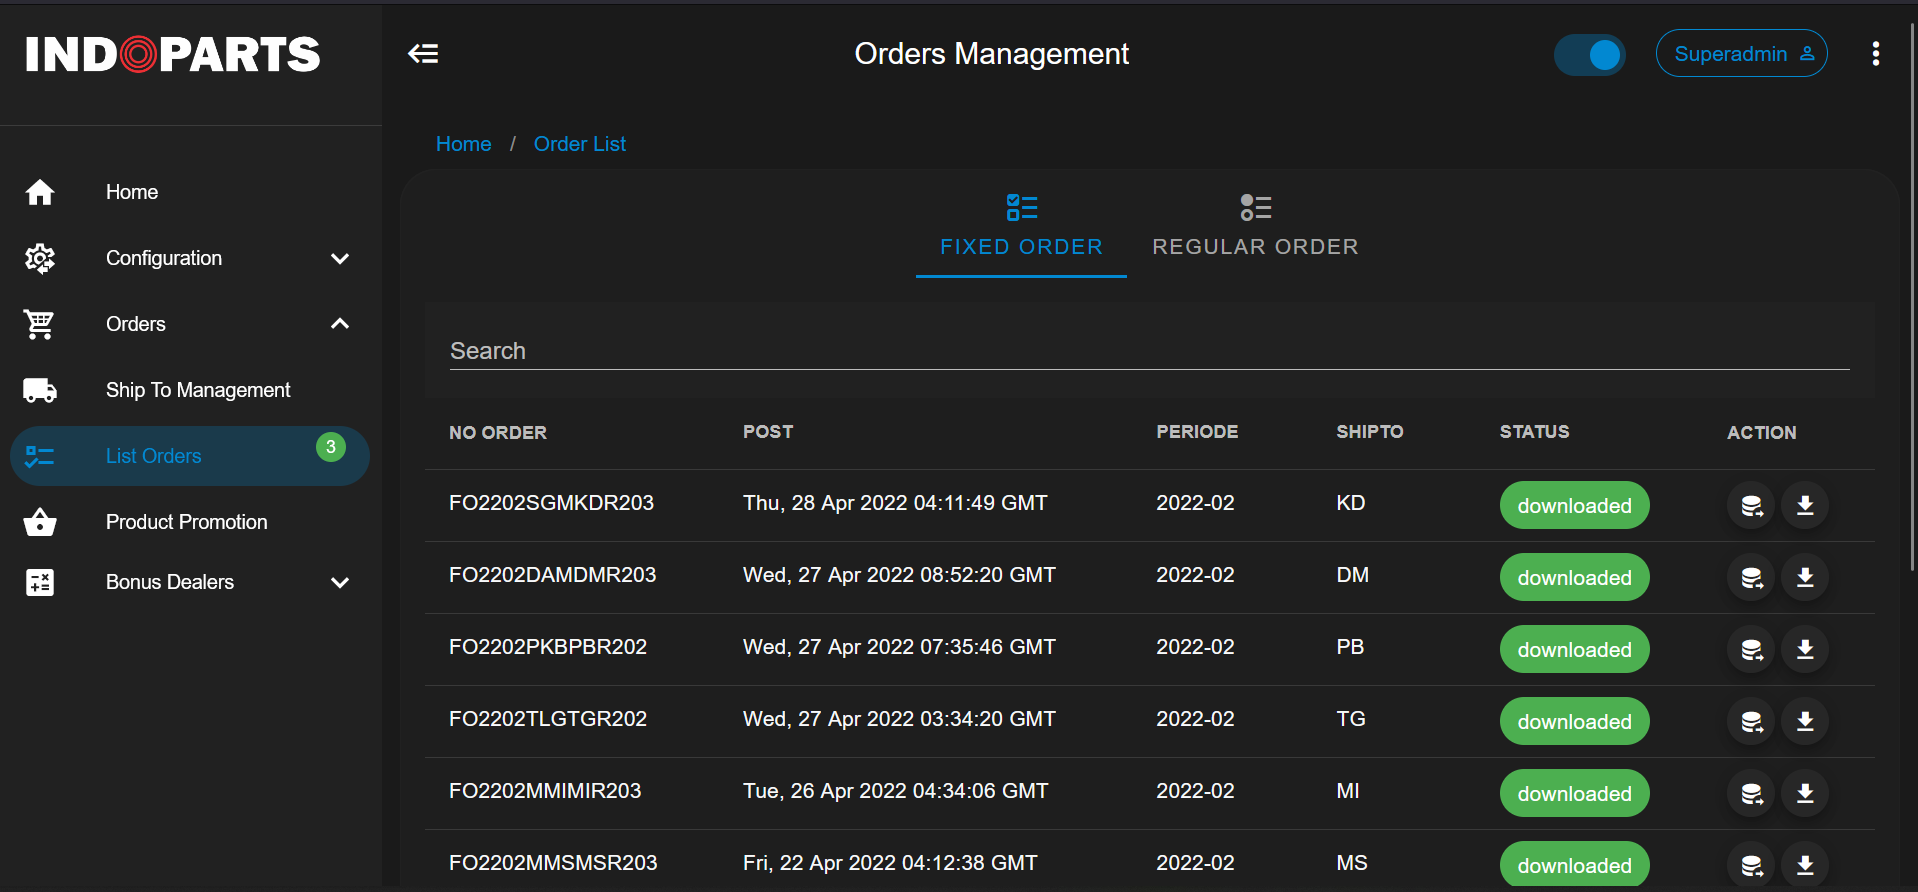 INDOPARTS
Orders Management
Superadmin
Home / Order List
Home
Configuration
Orders
Ship To Management
List Orders 3
Product Promotion
Bonus Dealers
FIXED ORDER REGULAR ORDER
Search
NO ORDER POST PERIODE SHIPTO STATUS ACTION
FO2202SGMKDR203 Thu, 28 Apr 2022 04:11:49 GMT 2022-02 KD downloaded
FO2202DAMDMR203 Wed, 27 Apr 2022 08:52:20 GMT 2022-02 DM downloaded
FO2202PKBPBR202 Wed, 27 Apr 2022 07:35:46 GMT 2022-02 PB downloaded
FO2202TLGTGR202 Wed, 27 Apr 2022 03:34:20 GMT 2022-02 TG downloaded
FO2202MMIMIR203 Tue, 26 Apr 2022 04:34:06 GMT 2022-02 MI downloaded
FO2202MMSMSR203 Fri, 22 Apr 2022 04:12:38 GMT 2022-02 MS downloaded